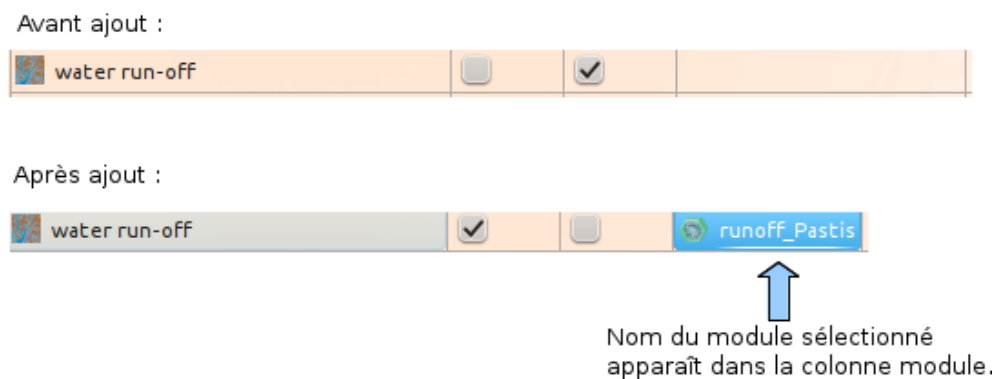 Avant ajout :
water run-off
Après ajout :
water run-off runoff_Pastis
Nom du module sélectionné
apparaît dans la colonne module.